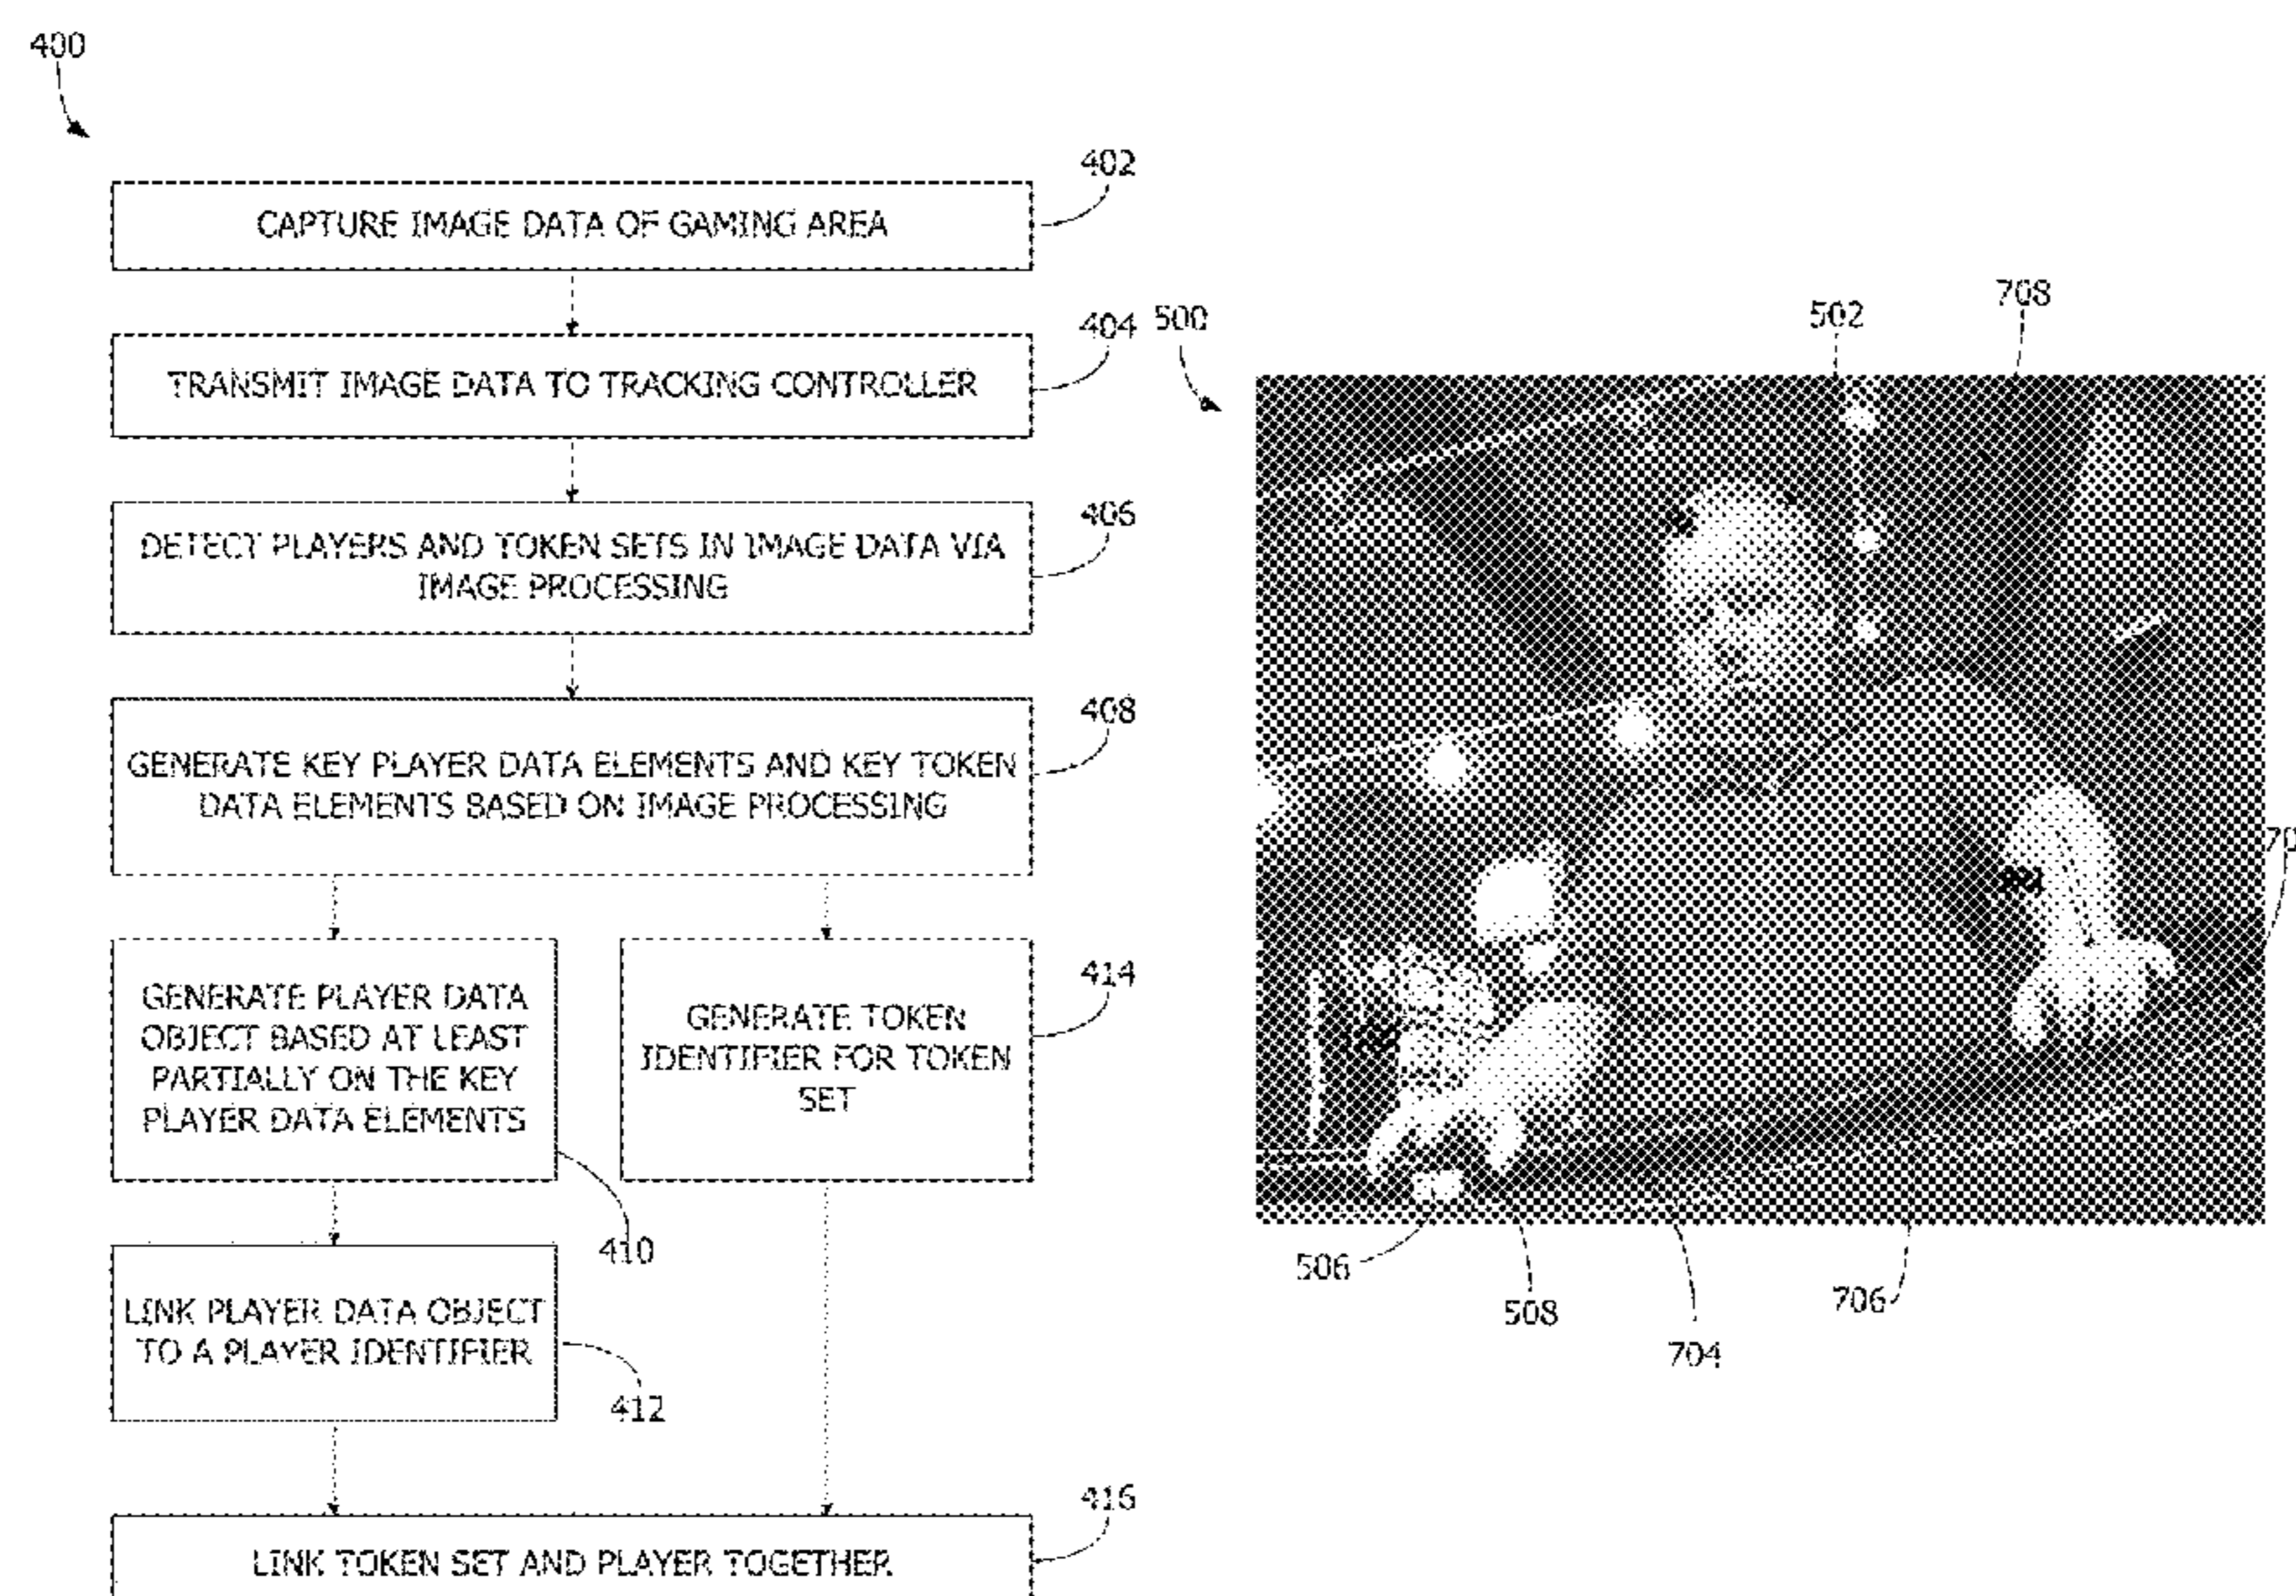 400
402
CAPTURE IMAGE DATA OF GAMING AREA
404
TRANSMIT IMAGE DATA TO TRACKING CONTROLLER
406
DETECT PLAYERS AND TOKEN SETS IN IMAGE DATA VIA
IMAGE PROCESSING
408
GENERATE KEY PLAYER DATA ELEMENTS AND KEY TOKEN
DATA ELEMENTS BASED ON IMAGE PROCESSING
GENERATE PLAYER DATA
OBJECT BASED AT LEAST
PARTIALLY ON THE KEY
PLAYER DATA ELEMENTS
410
414
GENERATE TOKEN
IDENTIFIER FOR TOKEN
SET
LINK PLAYER DATA OBJECT
TO A PLAYER IDENTIFIER
412
416
LINK TOKEN SET AND PLAYER TOGETHER
500
502
708
506
508
704
706